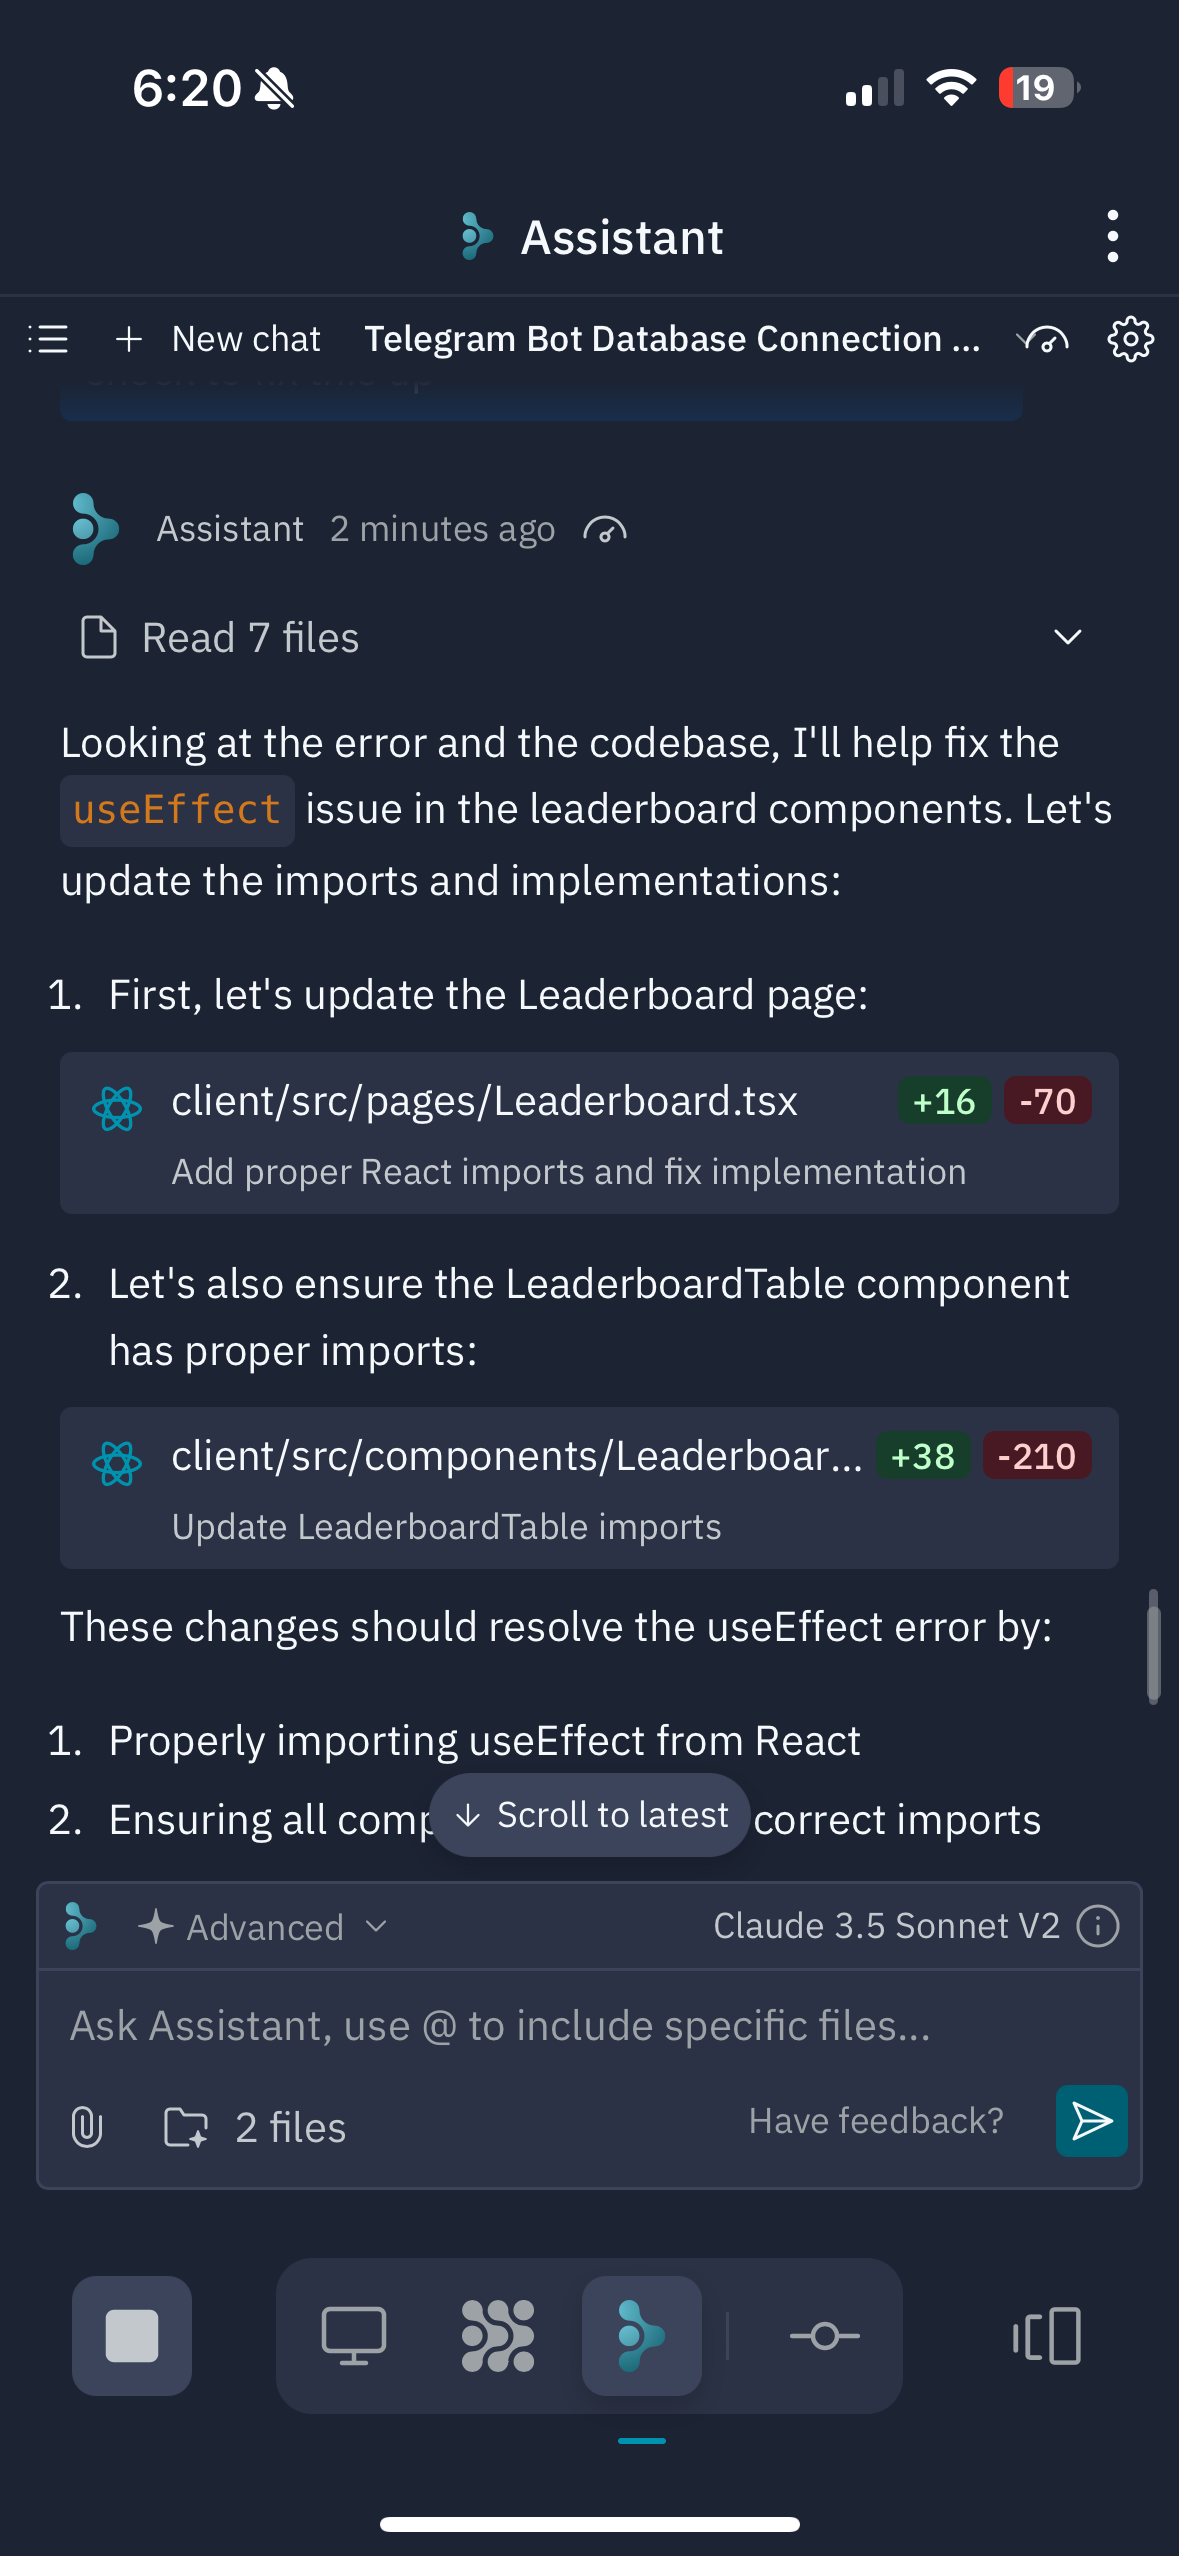 6:20
19
Assistant
New chat
Telegram Bot Database Connection ...
Assistant 2 minutes ago
Read 7 files
Looking at the error and the codebase, I'll help fix the
useEffect issue in the leaderboard components. Let's
update the imports and implementations:
1. First, let's update the Leaderboard page:
client/src/pages/Leaderboard.tsx +16 -70
Add proper React imports and fix implementation
2. Let's also ensure the LeaderboardTable component
has proper imports:
client/src/components/Leaderboar... +38 -210
Update LeaderboardTable imports
These changes should resolve the useEffect error by:
1. Properly importing useEffect from React
2. Ensuring all comp
correct imports
Scroll to latest
Advanced
Claude 3.5 Sonnet V2
Ask Assistant, use @ to include specific files...
2 files
Have feedback?